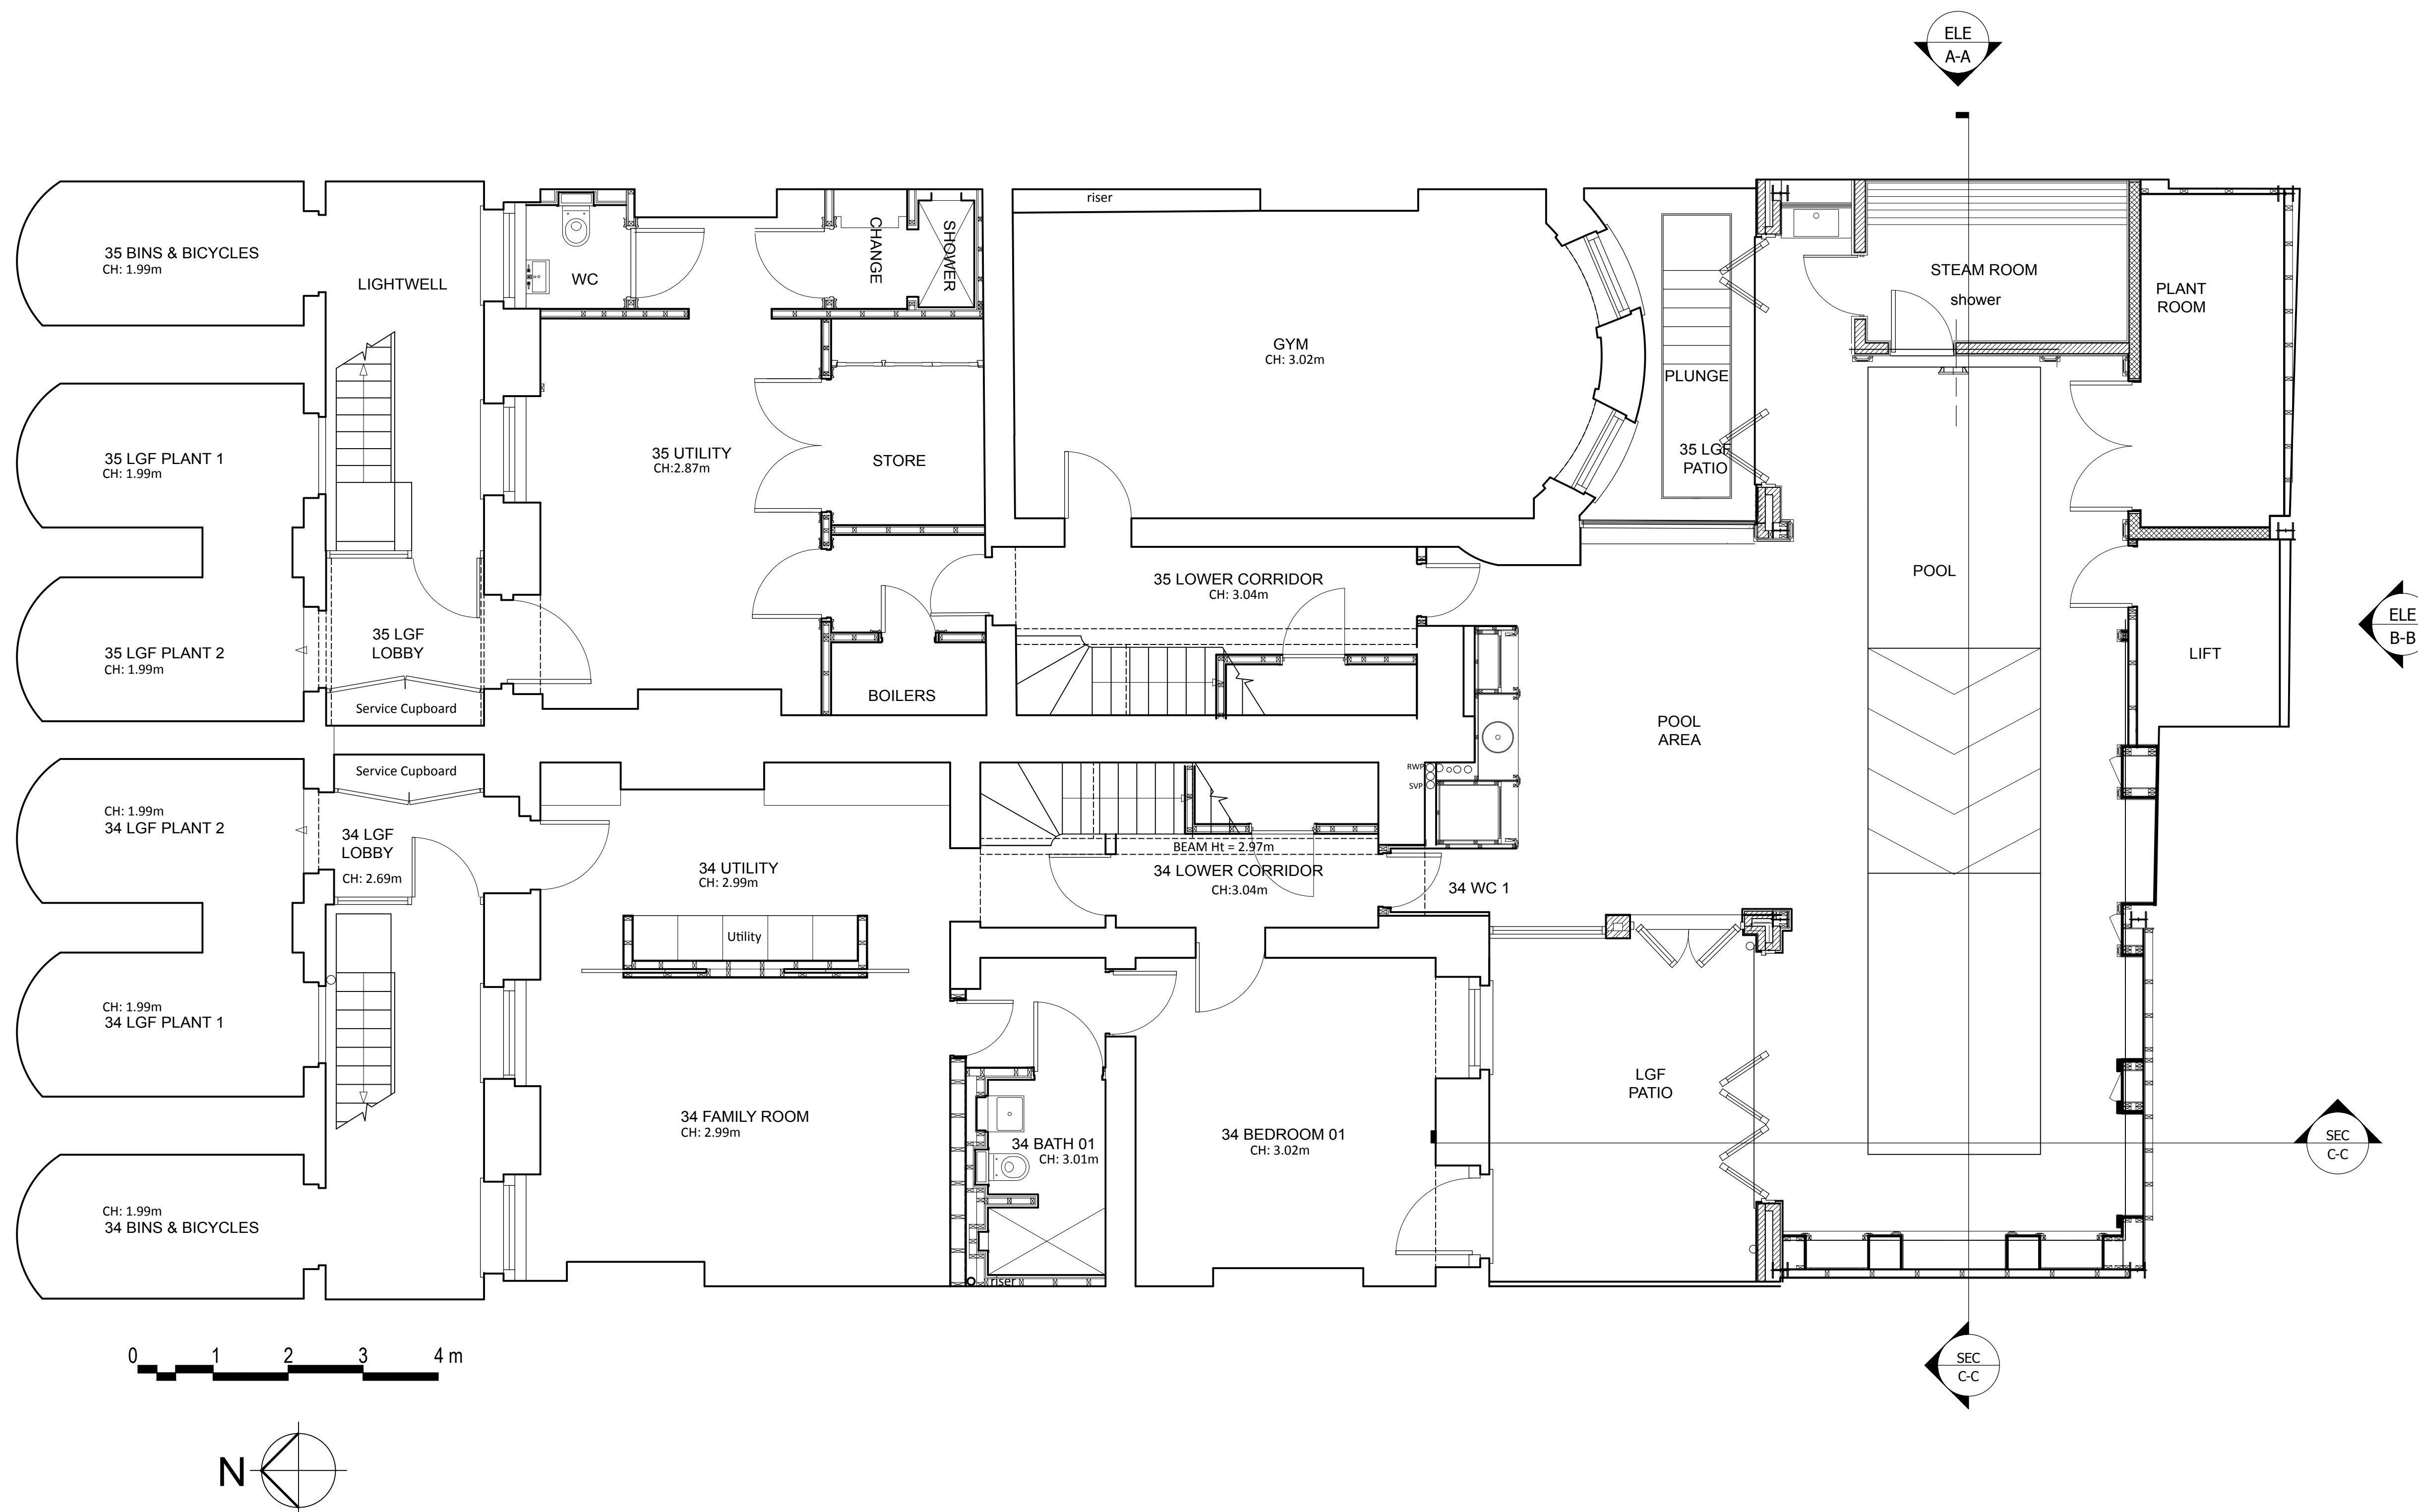 ELE
A-A
35 BINS & BICYCLES
CH: 1.99m
LIGHTWELL
WC
CHANGE
SHOWER
riser
GYM
CH: 3.02m
PLUNGE
35 LGF
PATIO
STEAM ROOM
shower
PLANT
ROOM
35 LGF PLANT 1
CH: 1.99m
35 UTILITY
CH:2.87m
STORE
35 LGF PLANT 2
CH: 1.99m
35 LGF
LOBBY
Service Cupboard
BOILERS
35 LOWER CORRIDOR
CH: 3.04m
POOL
LIFT
ELE
B-B
POOL
AREA
Service Cupboard
CH: 1.99m
34 LGF PLANT 2
34 LGF
LOBBY
CH: 2.69m
34 UTILITY
CH: 2.99m
Utility
BEAM Ht = 2.97m
34 LOWER CORRIDOR
CH:3.04m
RWP
SVP
34 WC 1
CH: 1.99m
34 LGF PLANT 1
34 FAMILY ROOM
CH: 2.99m
34 BATH 01
CH: 3.01m
34 BEDROOM 01
CH: 3.02m
LGF
PATIO
SEC
C-C
CH: 1.99m
34 BINS & BICYCLES
riser
0 1 2 3 4 m
SEC
C-C
N